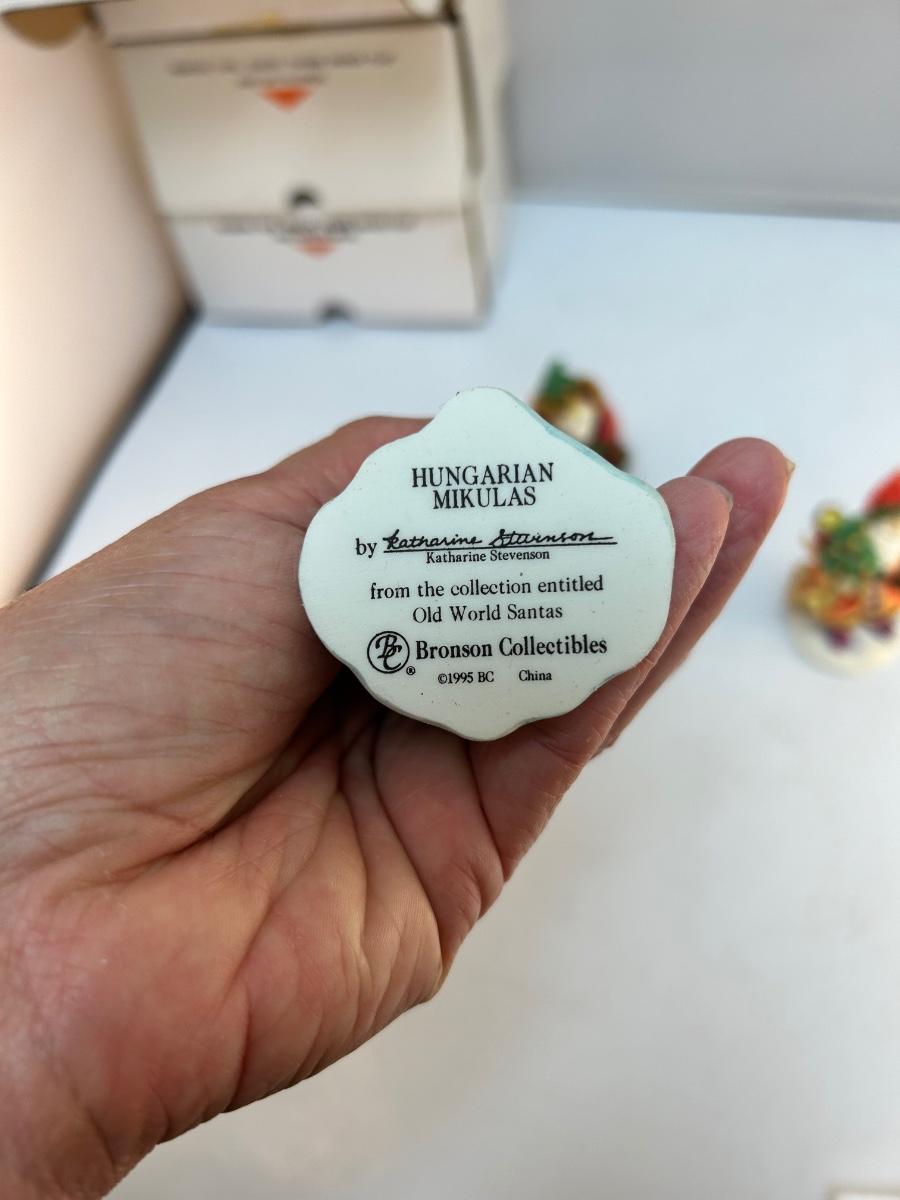 HUNGARIAN
MIKULAS
by Katharine Stevenson
Katharine Stevenson
from the collection entitled
Old World Santas
BC ® Bronson Collectibles
©1995 BC China